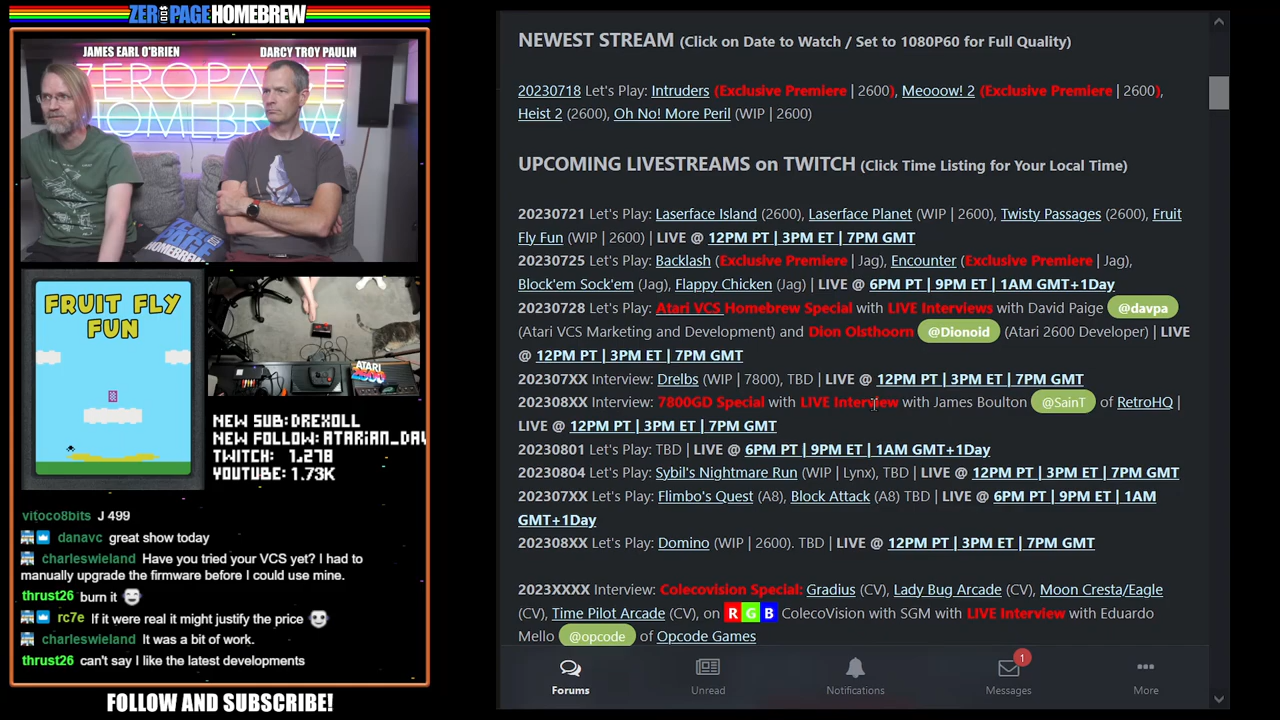 ZEROPAGE HOMEBREW
JAMES EARL O'BRIEN
DARCY TROY PAULIN
ZEROPAGE
HOMEBREW
FRUIT FLY
FUN
ATARI
NEW SUB: DREXOLL
NEW FOLLOW: ATARIAN_DAY
TWITCH: 1,278
YOUTUBE: 1.73K
vitoco8bits J 499
danavc great show today
charleswieland Have you tried your VCS yet? I had to
manually upgrade the firmware before I could use mine.
thrust26 burn it
rc7e If it were real it might justify the price
charleswieland It was a bit of work.
thrust26 can't say I like the latest developments
FOLLOW AND SUBSCRIBE!
NEWEST STREAM (Click on Date to Watch / Set to 1080P60 for Full Quality)
20230718 Let's Play: Intruders (Exclusive Premiere | 2600), Meoow! 2 (Exclusive Premiere | 2600),
Heist 2 (2600), Oh No! More Peril (WIP | 2600)
UPCOMING LIVESTREAMS on TWITCH (Click Time Listing for Your Local Time)
20230721 Let's Play: Laserface Island (2600), Laserface Planet (WIP | 2600), Twisty Passages (2600), Fruit
Fly Fun (WIP | 2600) | LIVE @ 12PM PT | 3PM ET | 7PM GMT
20230725 Let's Play: Backlash (Exclusive Premiere | Jag), Encounter (Exclusive Premiere | Jag),
Block'em Sock'em (Jag), Flappy Chicken (Jag) | LIVE @ 6PM PT | 9PM ET | 1AM GMT+1Day
20230728 Let's Play: Atari VCS Homebrew Special with LIVE Interviews with David Paige @davpa
(Atari VCS Marketing and Development) and Dion Olsthoorn @Dionoid (Atari 2600 Developer) | LIVE
@ 12PM PT | 3PM ET | 7PM GMT
202307XX Interview: Drelbs (WIP | 7800), TBD | LIVE @ 12PM PT | 3PM ET | 7PM GMT
202308XX Interview: 7800GD Special with LIVE Interview with James Boulton @SainT of RetroHQ |
LIVE @ 12PM PT | 3PM ET | 7PM GMT
20230801 Let's Play: TBD | LIVE @ 6PM PT | 9PM ET | 1AM GMT+1Day
20230804 Let's Play: Sybil's Nightmare Run (WIP | Lynx), TBD | LIVE @ 12PM PT | 3PM ET | 7PM GMT
202307XX Let's Play: Flimbo's Quest (A8), Block Attack (A8) TBD | LIVE @ 6PM PT | 9PM ET | 1AM
GMT+1Day
202308XX Let's Play: Domino (WIP | 2600). TBD | LIVE @ 12PM PT | 3PM ET | 7PM GMT
2023XXXX Interview: Colecovision Special: Gradius (CV), Lady Bug Arcade (CV), Moon Cresta/Eagle
(CV), Time Pilot Arcade (CV), on R G B ColecoVision with SGM with LIVE Interview with Eduardo
Mello @opcode of Opcode Games
Forums Unread Notifications 1 Messages More